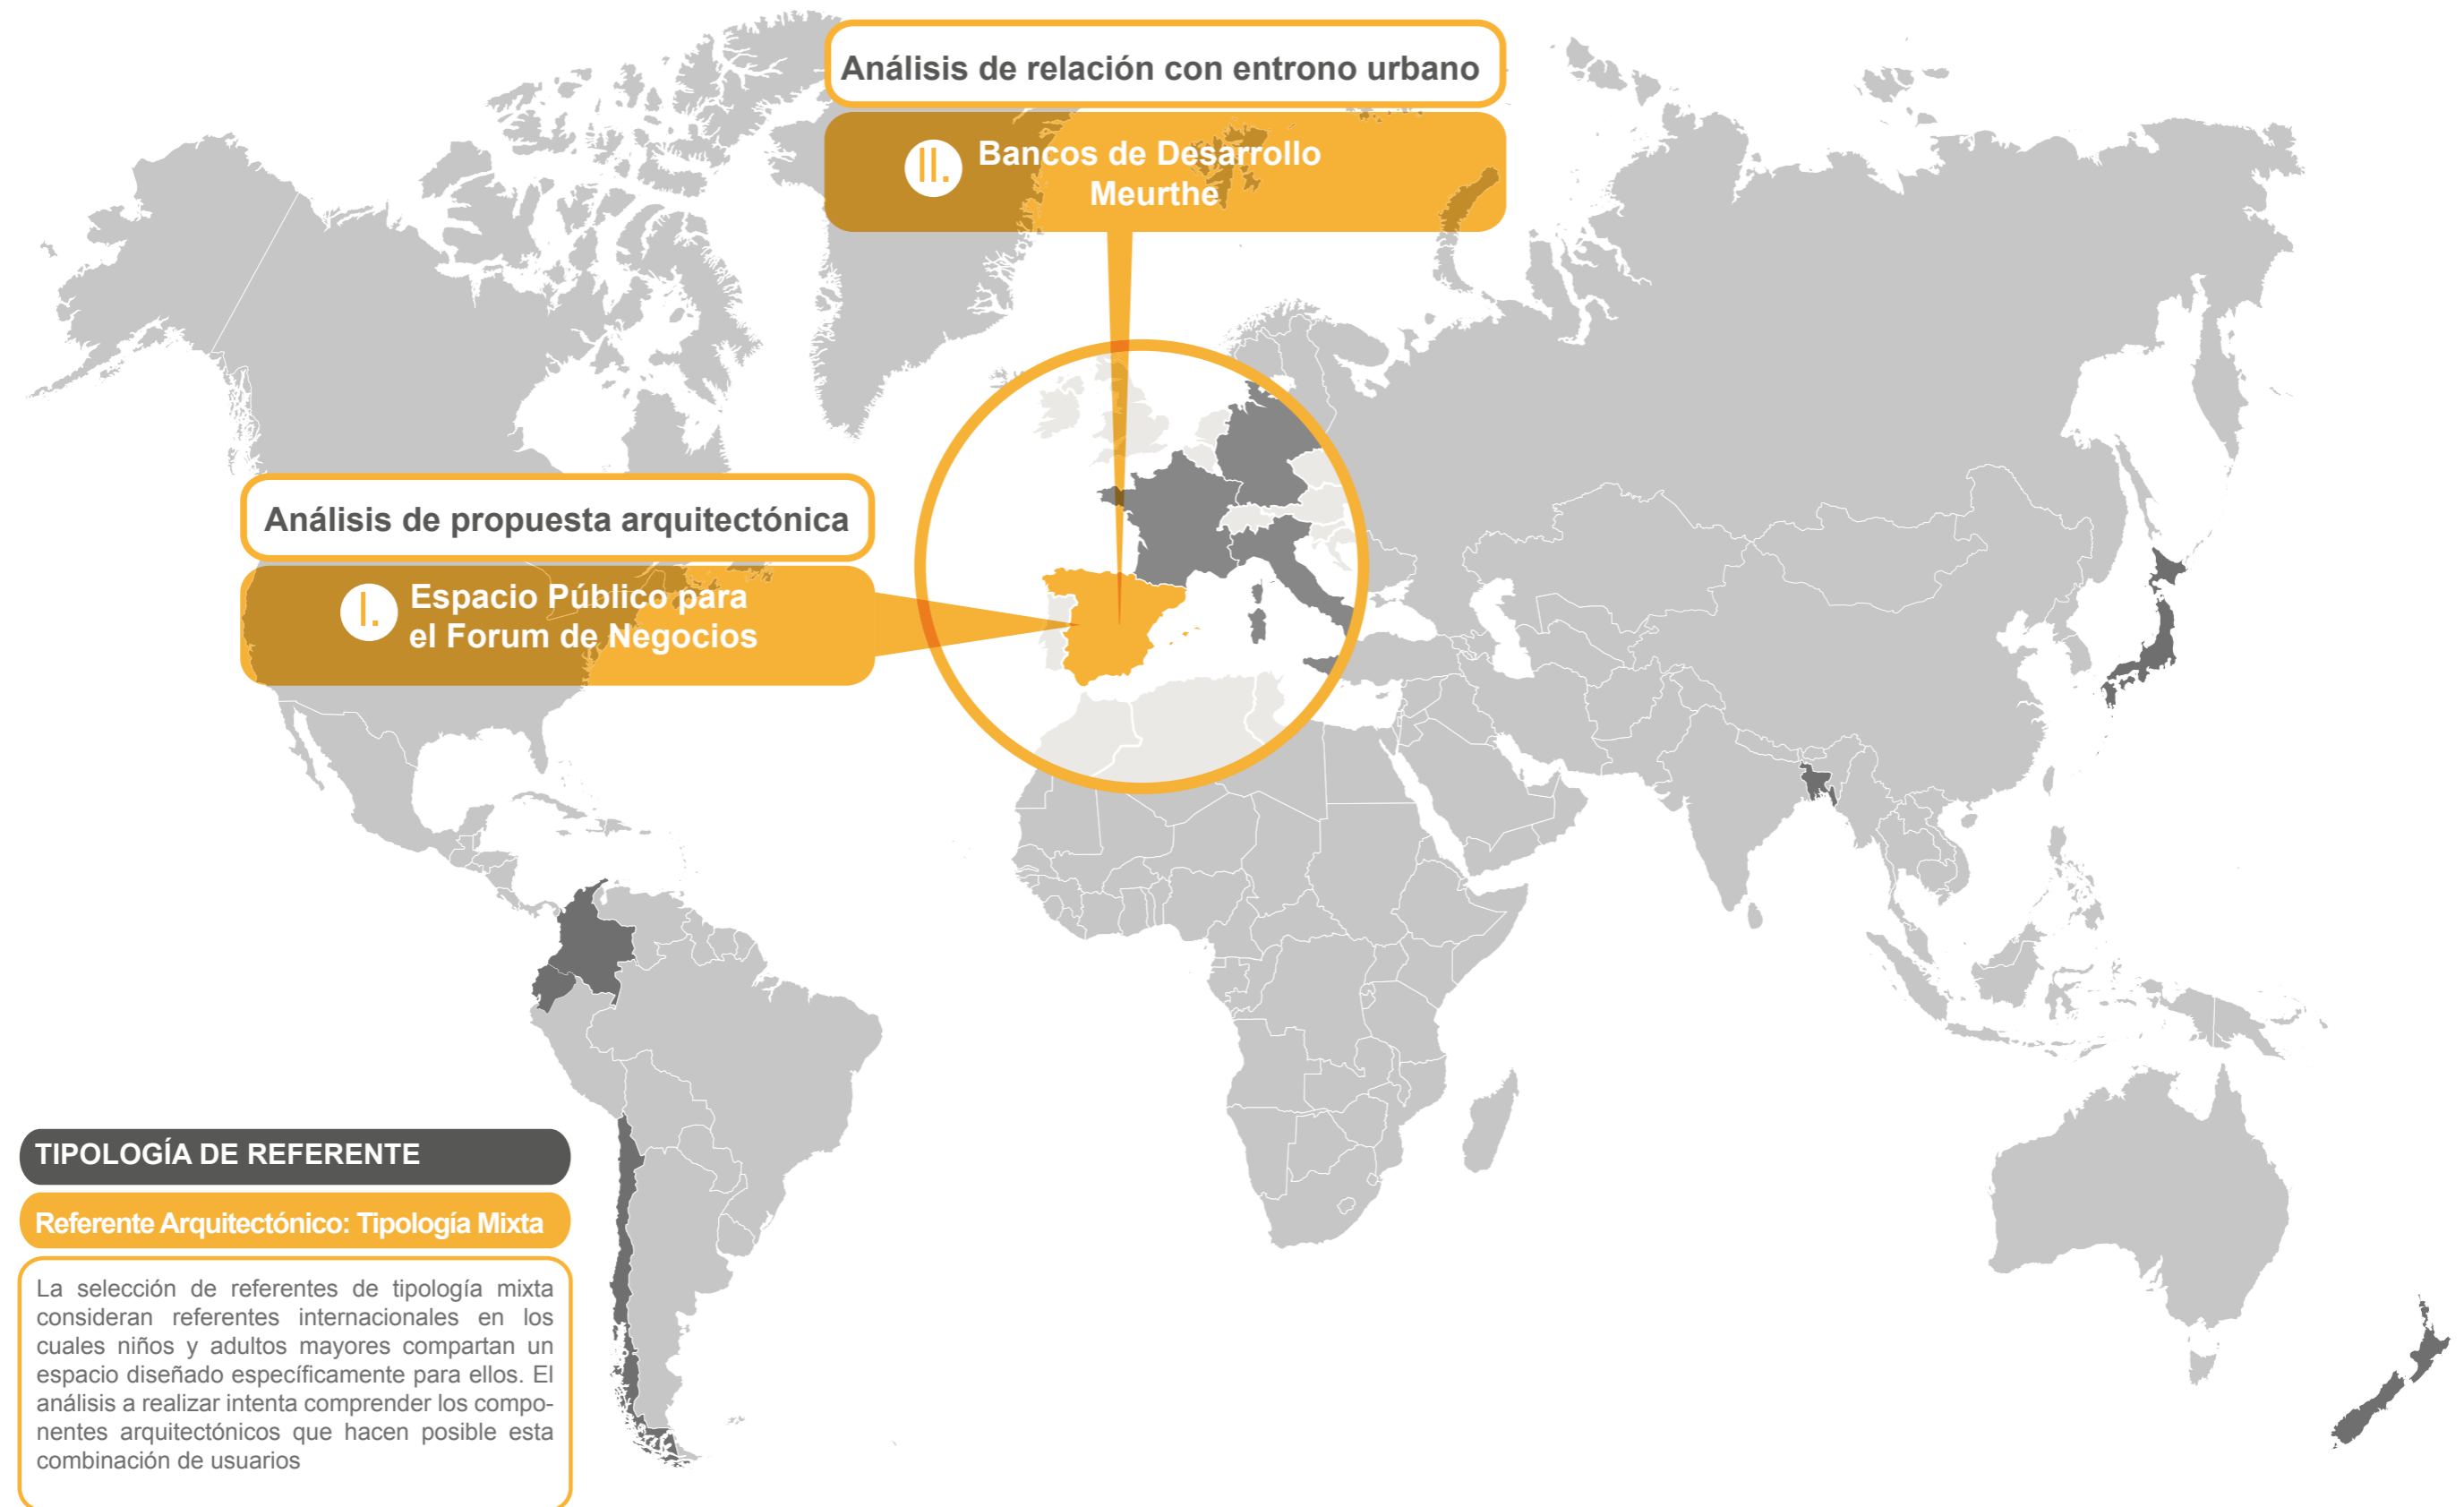 Análisis de relación con entrono urbano
II. Bancos de Desarrollo
Meurthe
Análisis de propuesta arquitectónica
I. Espacio Público para
el Forum de Negocios
TIPOLOGÍA DE REFERENTE
Referente Arquitectónico: Tipología Mixta
La selección de referentes de tipología mixta
consideran referentes internacionales en los
cuales niños y adultos mayores compartan un
espacio diseñado específicamente para ellos. El
análisis a realizar intenta comprender los compo-
nentes arquitectónicos que hacen posible esta
combinación de usuarios